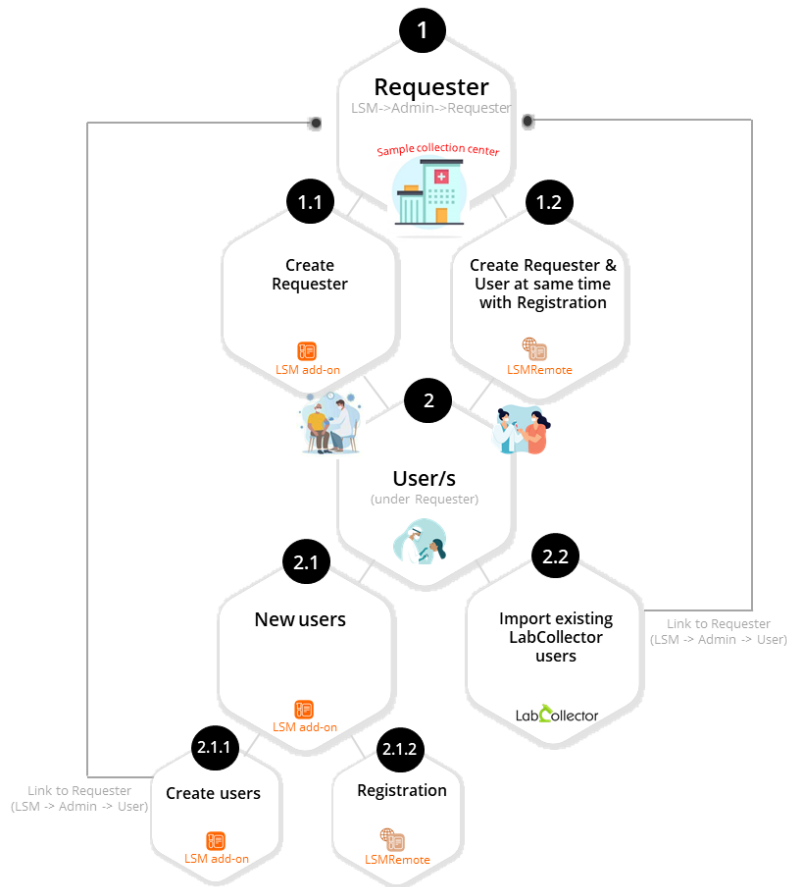 1
Requester
LSM->Admin->Requester
Sample collection center
1.1
Create
Requester
LSM add-on
1.2
Create Requester &
User at same time
with Registration
LSMRemote
2
User/s
(under Requester)
2.1
New users
LSM add-on
2.2
Import existing
LabCollector
users
LabCollector
Link to Requester
(LSM -> Admin -> User)
2.1.1
Create users
LSM add-on
Link to Requester
(LSM -> Admin -> User)
2.1.2
Registration
LSMRemote